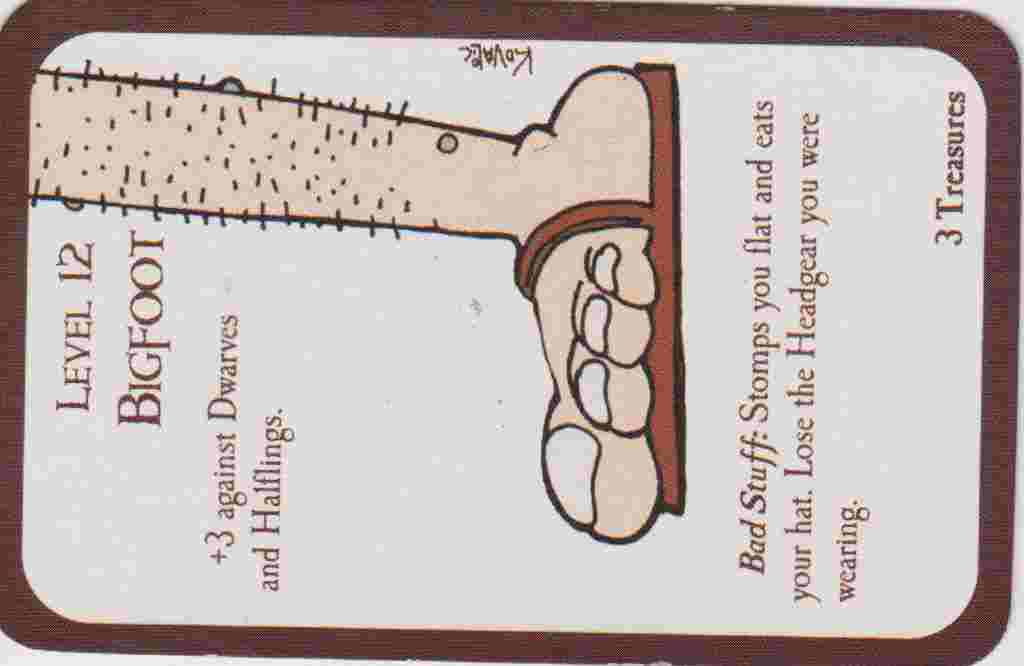 LEVEL 12
BIGFOOT
+3 against Dwarves
and Halflings.
KOVALIC
Bad Stuff: Stomps you flat and eats
your hat. Lose the Headgear you were
wearing.
3 Treasures